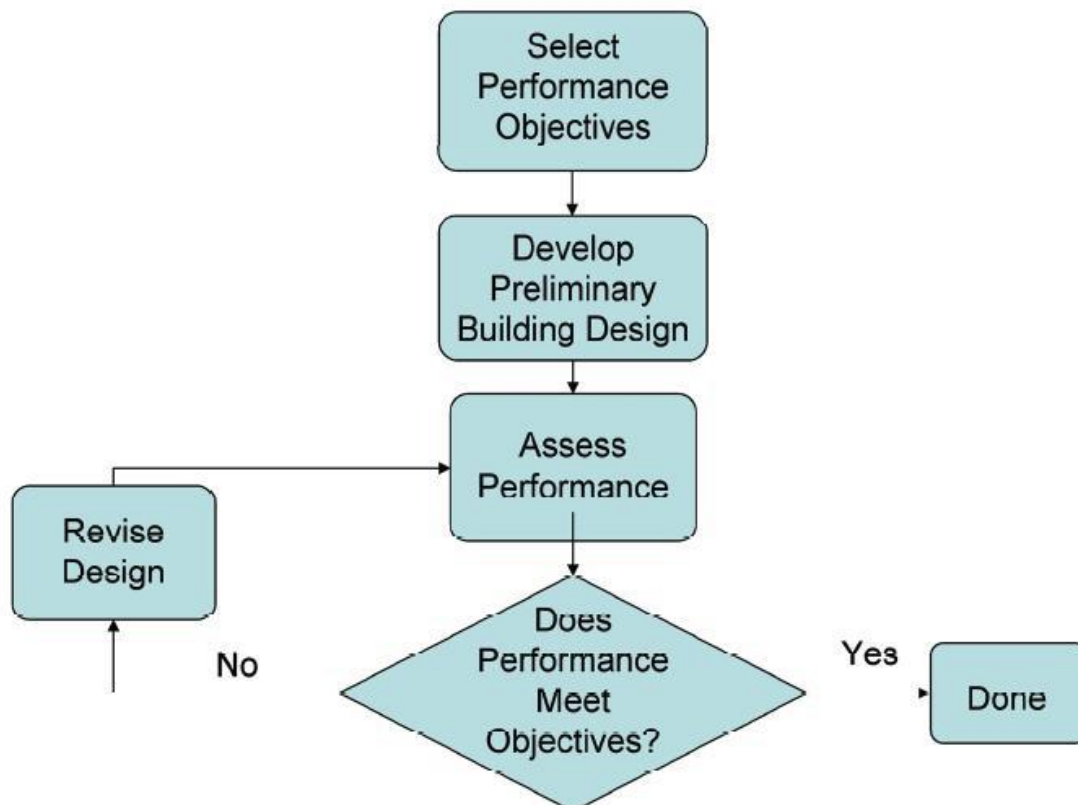 Select
Performance
Objectives
Develop
Preliminary
Building Design
Assess
Performance
Revise
Design
No
Does
Performance
Meet
Objectives?
Yes
Done